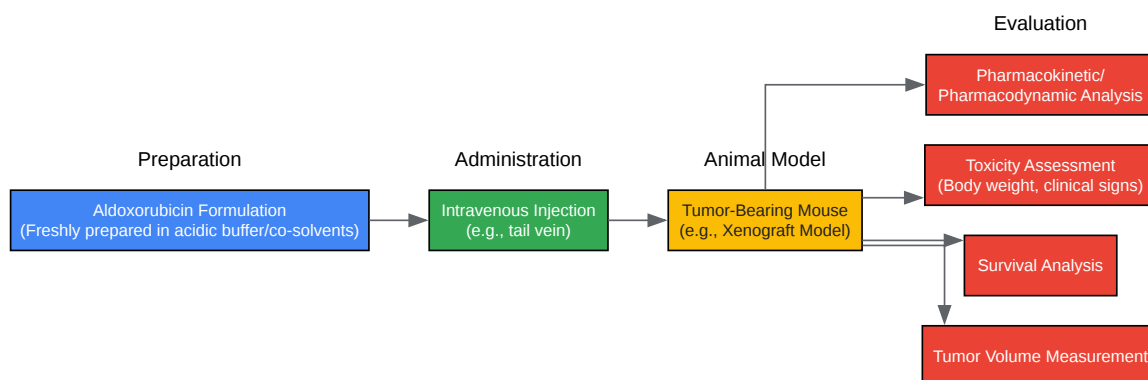 Evaluation
Pharmacokinetic/
Pharmacodynamic Analysis
Preparation
Administration
Animal Model
Toxicity Assessment
(Body weight, clinical signs)
Aldoxorubicin Formulation
(Freshly prepared in acidic buffer/co-solvents)
Intravenous Injection
(e.g., tail vein)
Tumor-Bearing Mouse
(e.g., Xenograft Model)
Survival Analysis
Tumor Volume Measurement